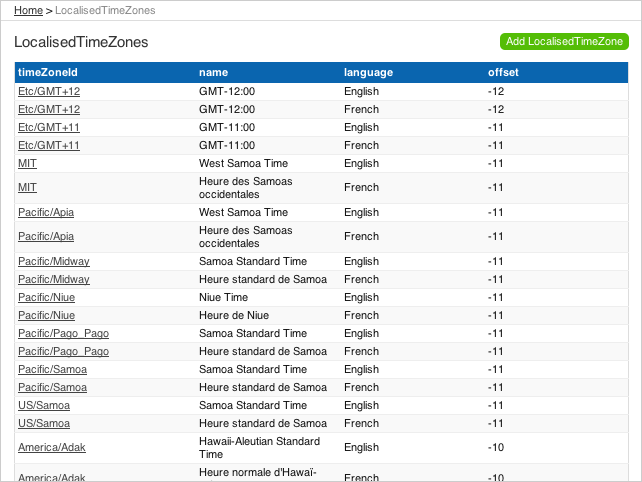 Home > LocalisedTimeZones
LocalisedTimeZones
Add LocalisedTimeZone
timeZoneId name language offset
Etc/GMT+12 GMT-12:00 English -12
Etc/GMT+12 GMT-12:00 French -12
Etc/GMT+11 GMT-11:00 English -11
Etc/GMT+11 GMT-11:00 French -11
MIT West Samoa Time English -11
MIT Heure des Samoas occidentales French -11
Pacific/Apia West Samoa Time English -11
Pacific/Apia Heure des Samoas occidentales French -11
Pacific/Midway Samoa Standard Time English -11
Pacific/Midway Heure standard de Samoa French -11
Pacific/Niue Niue Time English -11
Pacific/Niue Heure de Niue French -11
Pacific/Pago_Pago Samoa Standard Time English -11
Pacific/Pago_Pago Heure standard de Samoa French -11
Pacific/Samoa Samoa Standard Time English -11
Pacific/Samoa Heure standard de Samoa French -11
US/Samoa Samoa Standard Time English -11
US/Samoa Heure standard de Samoa French -11
America/Adak Hawaii-Aleutian Standard Time English -10
America/Adak Heure normale d'Hawaï- French -10